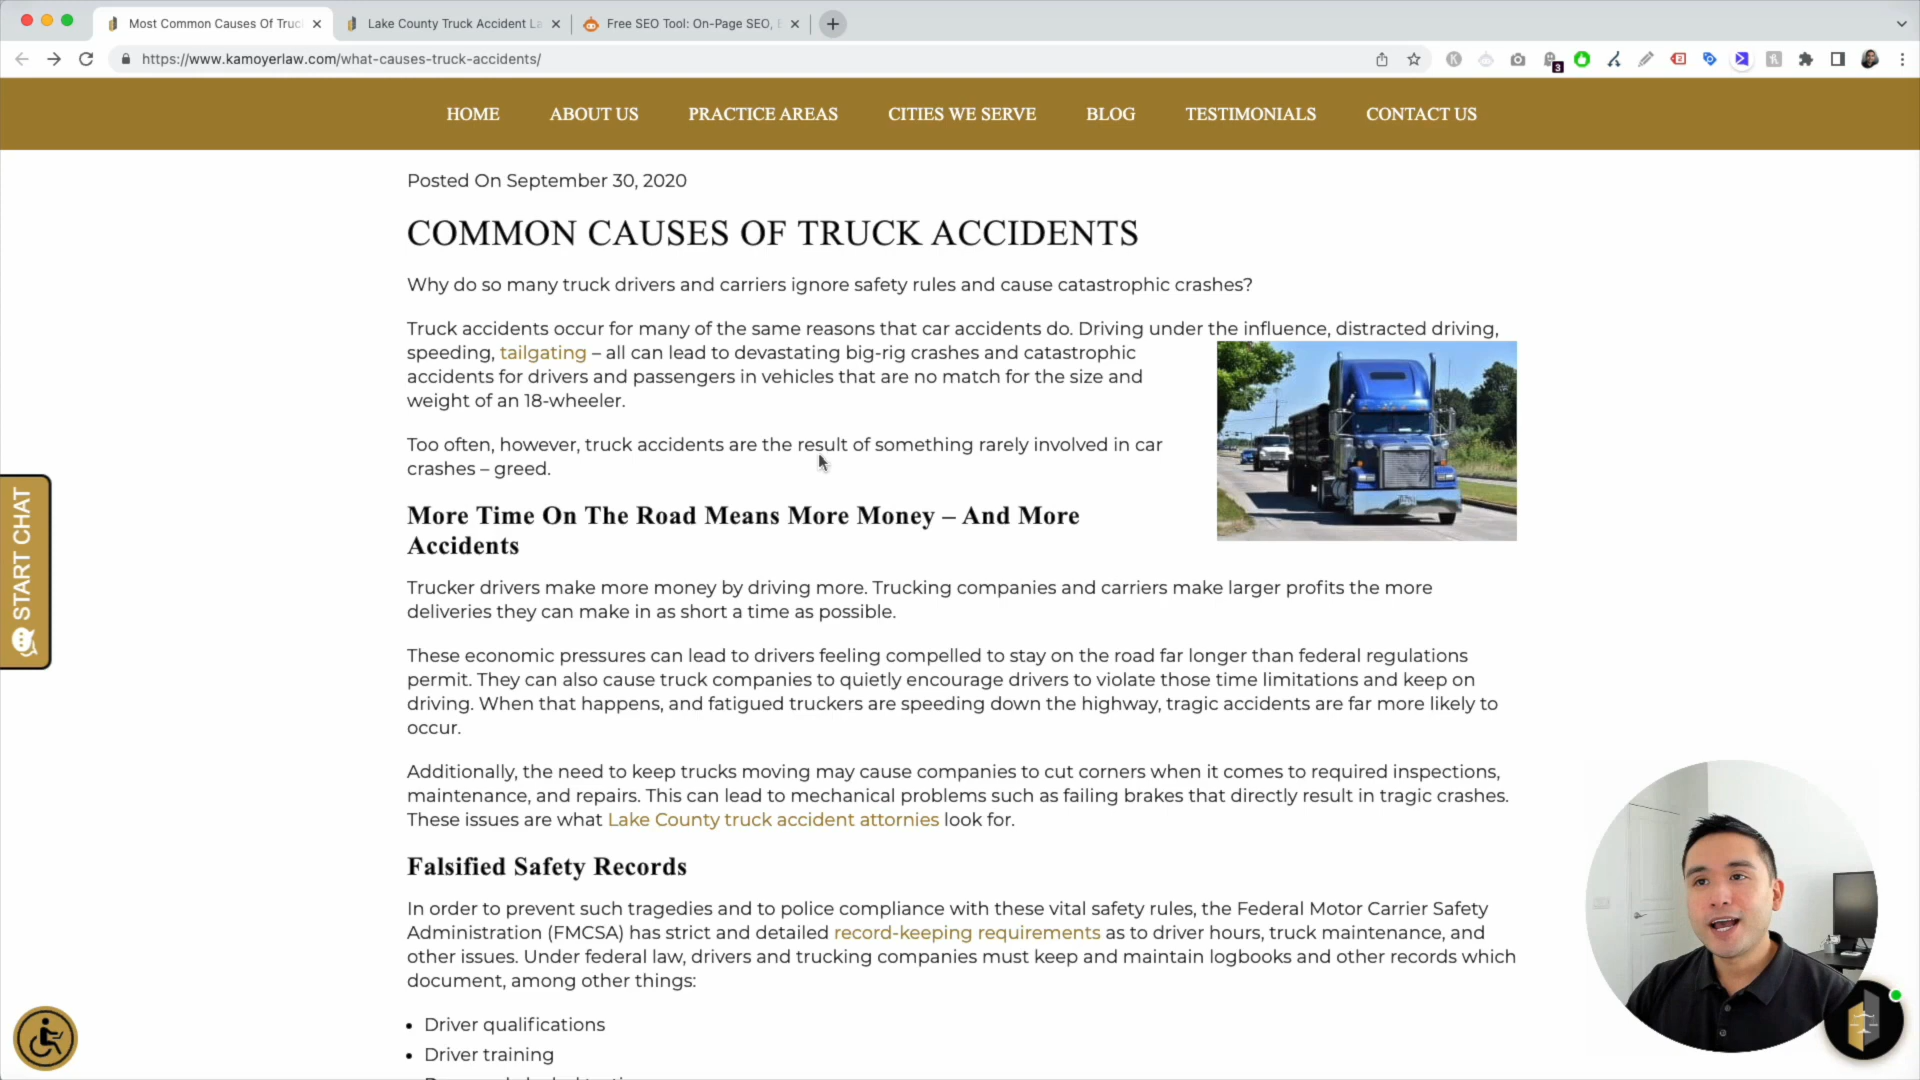 Most Common Causes Of Truc
Lake County Truck Accident La
Free SEO Tool: On-Page SEO,
https://www.kamoyerlaw.com/what-causes-truck-accidents/
3
HOME ABOUT US PRACTICE AREAS CITIES WE SERVE BLOG TESTIMONIALS CONTACT US
Posted On September 30, 2020
COMMON CAUSES OF TRUCK ACCIDENTS
Why do so many truck drivers and carriers ignore safety rules and cause catastrophic crashes?
Truck accidents occur for many of the same reasons that car accidents do. Driving under the influence, distracted driving,
speeding, tailgating – all can lead to devastating big-rig crashes and catastrophic
accidents for drivers and passengers in vehicles that are no match for the size and
weight of an 18-wheeler.
Too often, however, truck accidents are the result of something rarely involved in car
crashes – greed.
START CHAT
More Time On The Road Means More Money – And More
Accidents
Trucker drivers make more money by driving more. Trucking companies and carriers make larger profits the more
deliveries they can make in as short a time as possible.
These economic pressures can lead to drivers feeling compelled to stay on the road far longer than federal regulations
permit. They can also cause truck companies to quietly encourage drivers to violate those time limitations and keep on
driving. When that happens, and fatigued truckers are speeding down the highway, tragic accidents are far more likely to
occur.
Additionally, the need to keep trucks moving may cause companies to cut corners when it comes to required inspections,
maintenance, and repairs. This can lead to mechanical problems such as failing brakes that directly result in tragic crashes.
These issues are what Lake County truck accident attornies look for.
Falsified Safety Records
In order to prevent such tragedies and to police compliance with these vital safety rules, the Federal Motor Carrier Safety
Administration (FMCSA) has strict and detailed record-keeping requirements as to driver hours, truck maintenance, and
other issues. Under federal law, drivers and trucking companies must keep and maintain logbooks and other records which
document, among other things:
• Driver qualifications
• Driver training